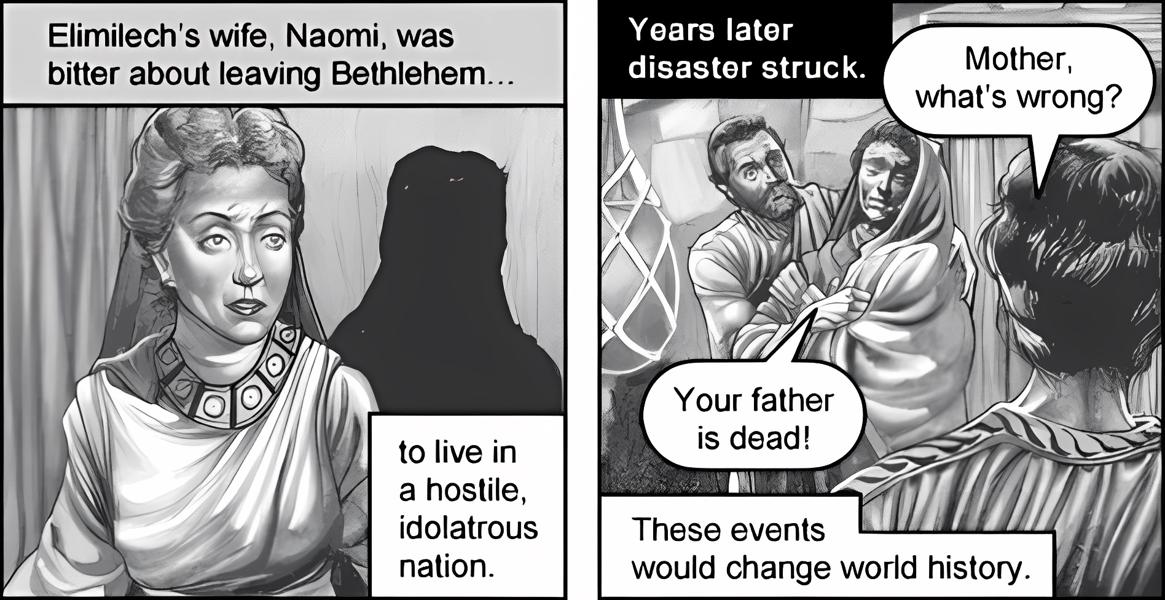 Elimilech's wife, Naomi, was
bitter about leaving Bethlehem...
to live in
a hostile,
idolatrous
nation.
Years later
disaster struck.
Mother,
what's wrong?
Your father
is dead!
These events
would change world history.